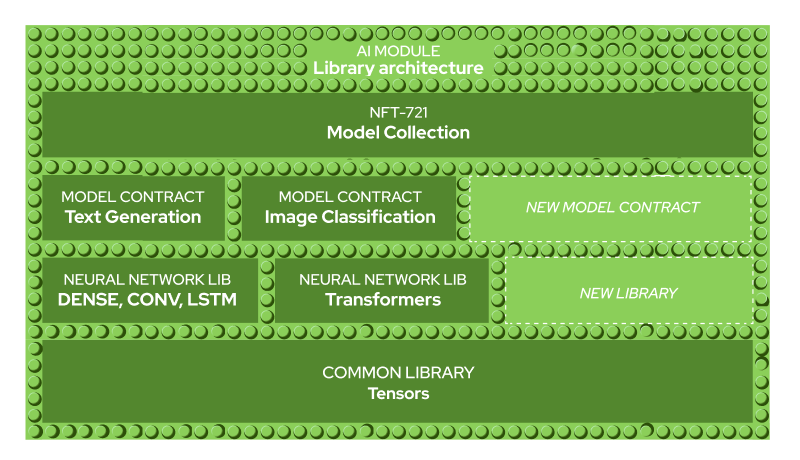 AI MODULE
Library architecture
NFT-721
Model Collection
MODEL CONTRACT
Text Generation
MODEL CONTRACT
Image Classification
NEW MODEL CONTRACT
NEURAL NETWORK LIB
DENSE, CONV, LSTM
NEURAL NETWORK LIB
Transformers
NEW LIBRARY
COMMON LIBRARY
Tensors